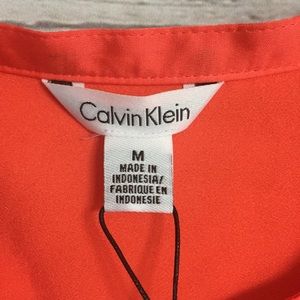 Calvin Klein
M
MADE IN
INDONESIA/
FABRIQUE EN
INDONESIE